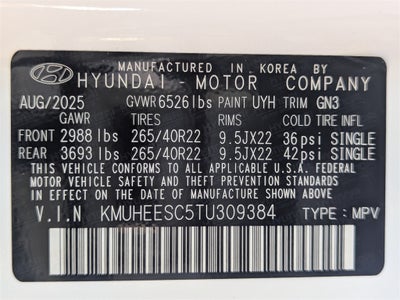 MANUFACTURED IN KOREA BY
HYUNDAI MOTOR COMPANY
AUG/2025 GVWR 6526 lbs PAINT UYH TRIM GN3
GAWR TIRES RIMS COLD TIRE INFL
FRONT 2988 lbs 265/40R22 9.5JX22 36psi SINGLE
REAR 3693 lbs 265/40R22 9.5JX22 42psi SINGLE
THIS VEHICLE CONFORMS TO ALL APPLICABLE U.S.A. FEDERAL
MOTOR VEHICLE SAFETY, BUMPER, AND THEFT PREVENTION
STANDARDS IN EFFECT ON THE DATE OF MANUFACTURE SHOWN ABOVE.
V.I.N KMUHEESC5TU309384 TYPE : MPV